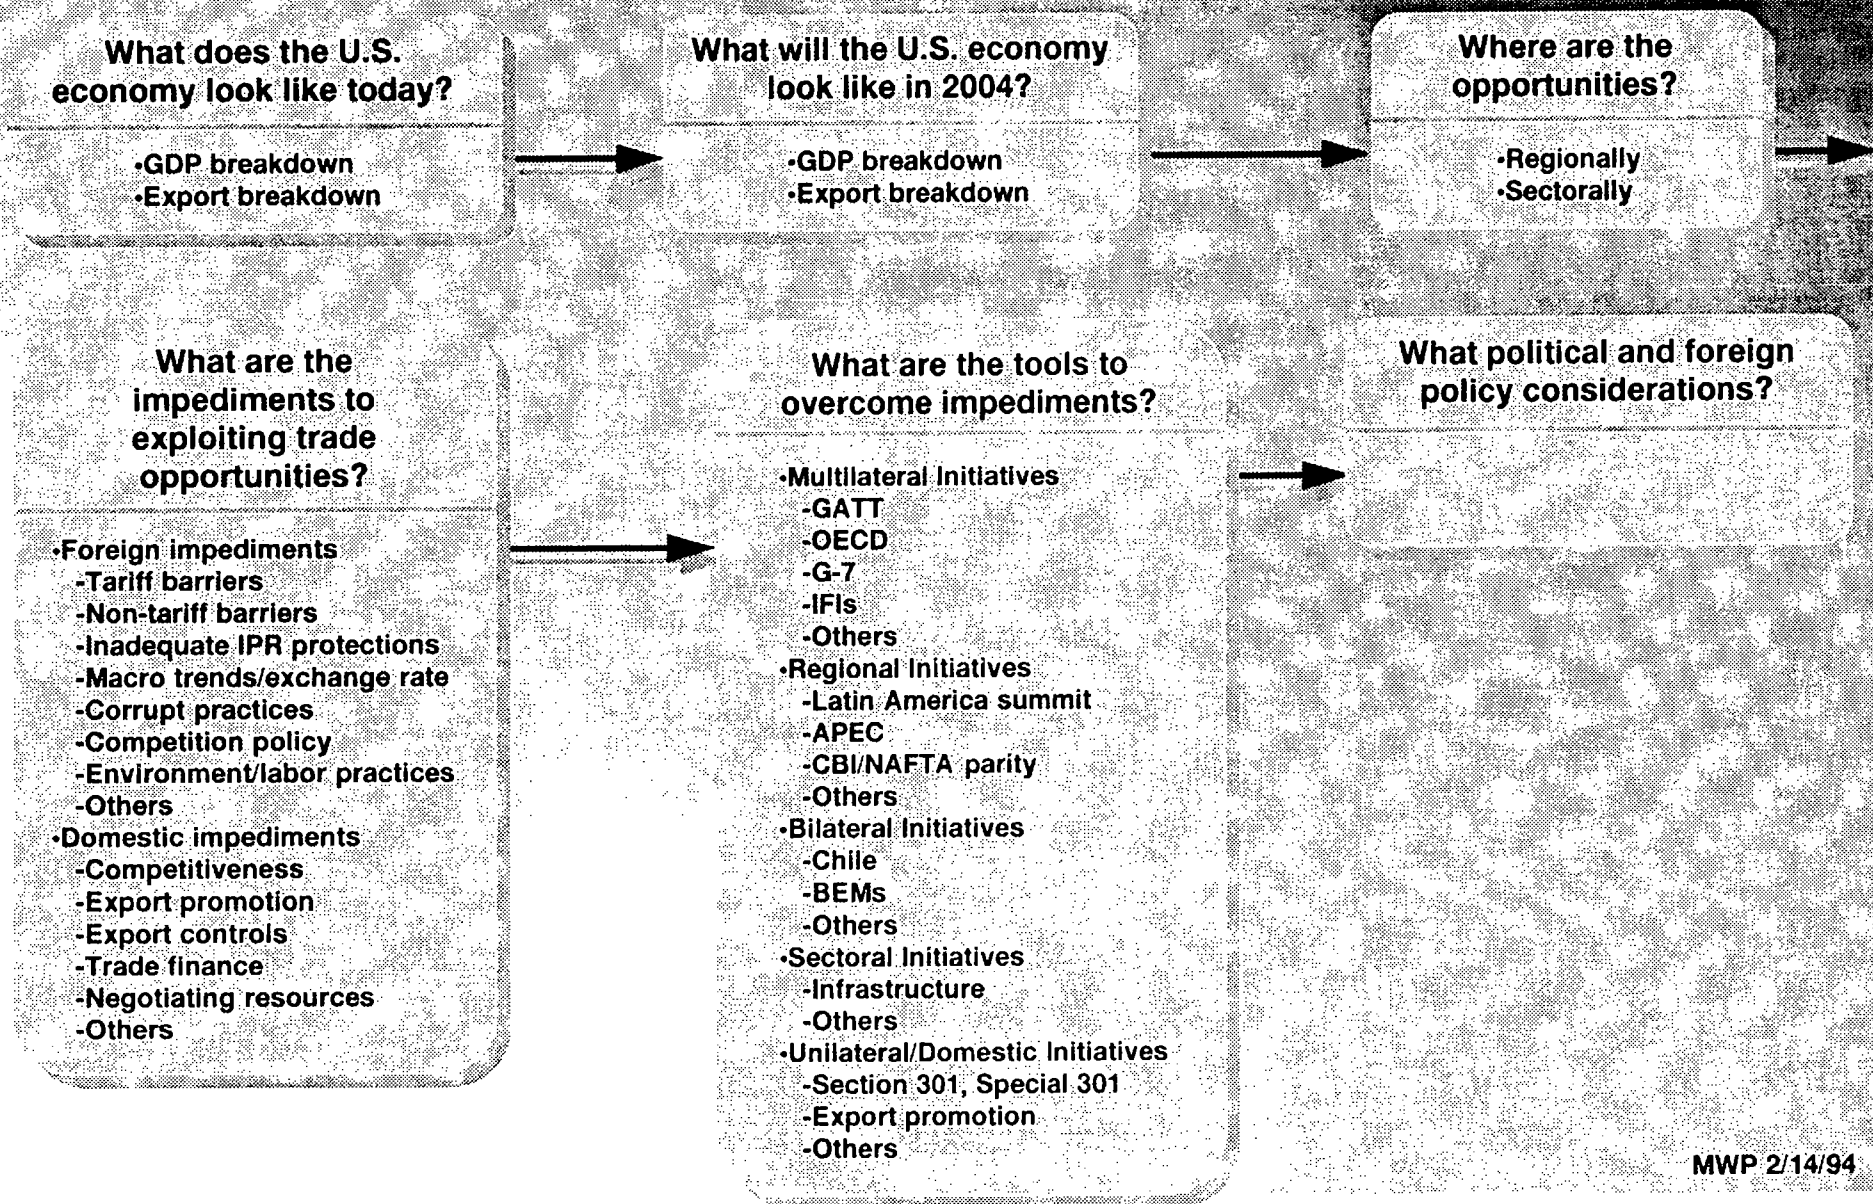 What does the U.S.
economy look like today?
•GDP breakdown
•Export breakdown
What will the U.S. economy
look like in 2004?
•GDP breakdown
•Export breakdown
Where are the
opportunities?
•Regionally
•Sectorally
What are the
impediments to
exploiting trade
opportunities?
•Foreign impediments
-Tariff barriers
-Non-tariff barriers
-Inadequate IPR protections
-Macro trends/exchange rate
-Corrupt practices
-Competition policy
-Environment/labor practices
-Others
•Domestic impediments
-Competitiveness
-Export promotion
-Export controls
-Trade finance
-Negotiating resources
-Others
What are the tools to
overcome impediments?
•Multilateral Initiatives
-GATT
-OECD
-G-7
-IFIs
-Others
•Regional Initiatives
-Latin America summit
-APEC
-CBI/NAFTA parity
-Others
•Bilateral Initiatives
-Chile
-BEMs
-Others
•Sectoral Initiatives
-Infrastructure
-Others
•Unilateral/Domestic Initiatives
-Section 301, Special 301
-Export promotion
-Others
What political and foreign
policy considerations?
MWP 2/14/94